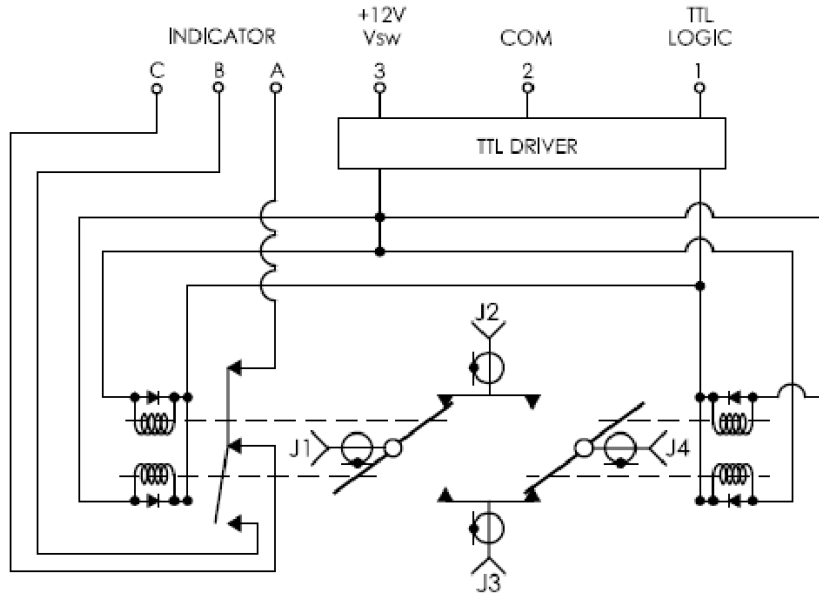 INDICATOR
+12V
Vsw
COM
TTL
LOGIC
C B A 3 2 1
TTL DRIVER
J2
J1
J4
J3